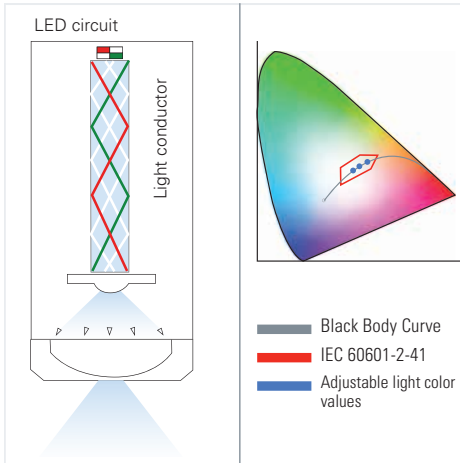 LED circuit
Light conductor
Black Body Curve
IEC 60601-2-41
Adjustable light color
values